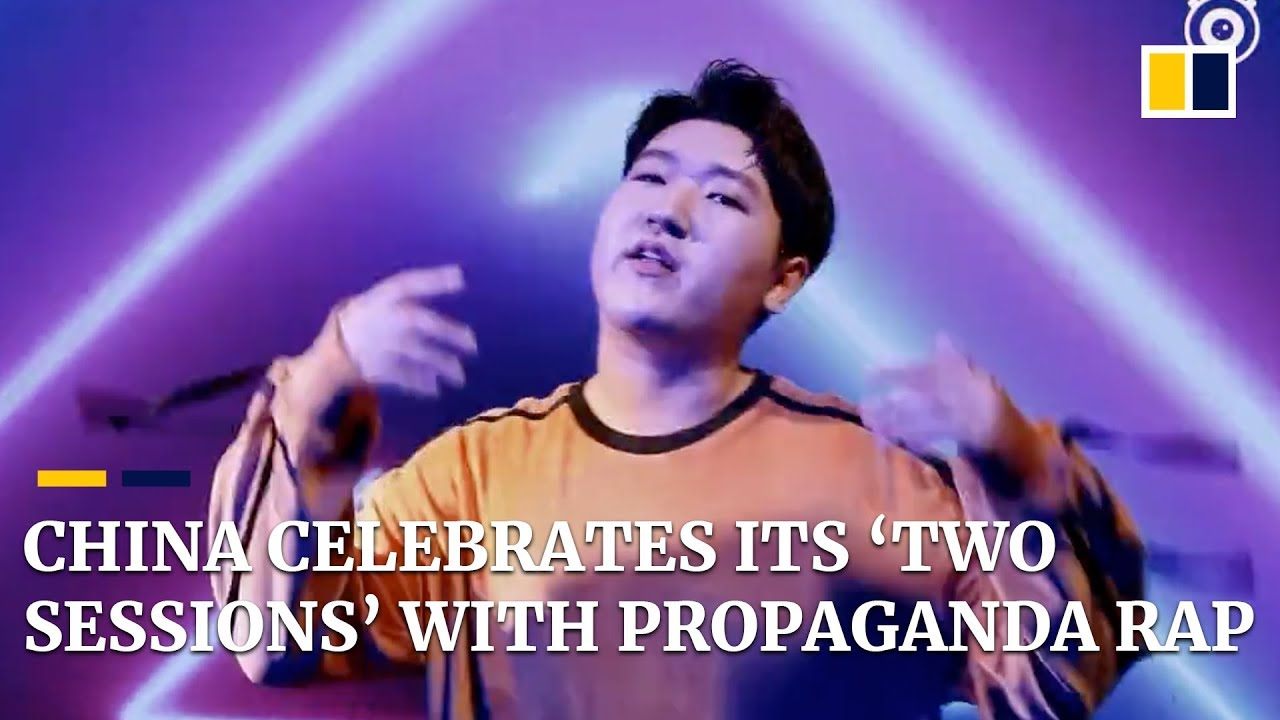 CHINA CELEBRATES ITS ‘TWO
SESSIONS’ WITH PROPAGANDA RAP